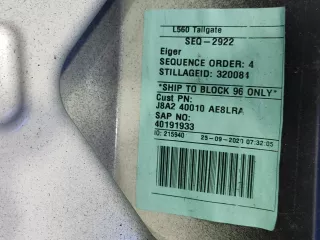 L560 Tailgate
SEQ-2922
Eiger
SEQUENCE ORDER: 4
STILLAGEID: 320081
*SHIP TO BLOCK 96 ONLY*
Cust PN:
J8A2 40010 AE8LRA
SAP NO:
40191933
ID: 215940 25-09-2021 07:32:05